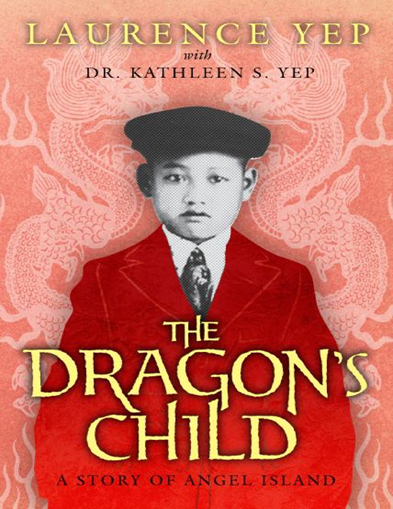 LAURENCE YEP
with
DR. KATHLEEN S. YEP
THE
DRAGON'S
CHILD
A STORY OF ANGEL ISLAND